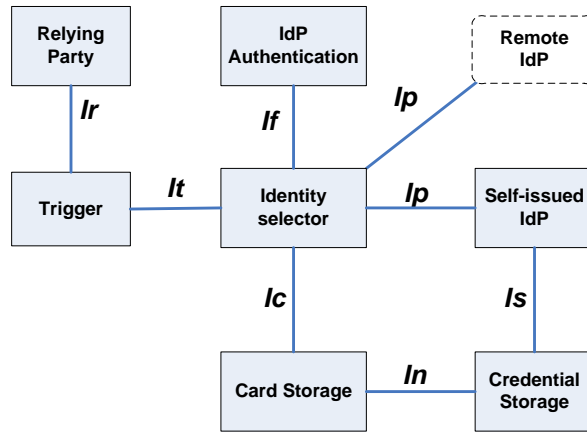 Relying
Party
IdP
Authentication
Remote
IdP
Ir
If
Ip
Trigger
It
Identity
selector
Ip
Self-issued
IdP
Ic
Is
Card Storage
In
Credential
Storage